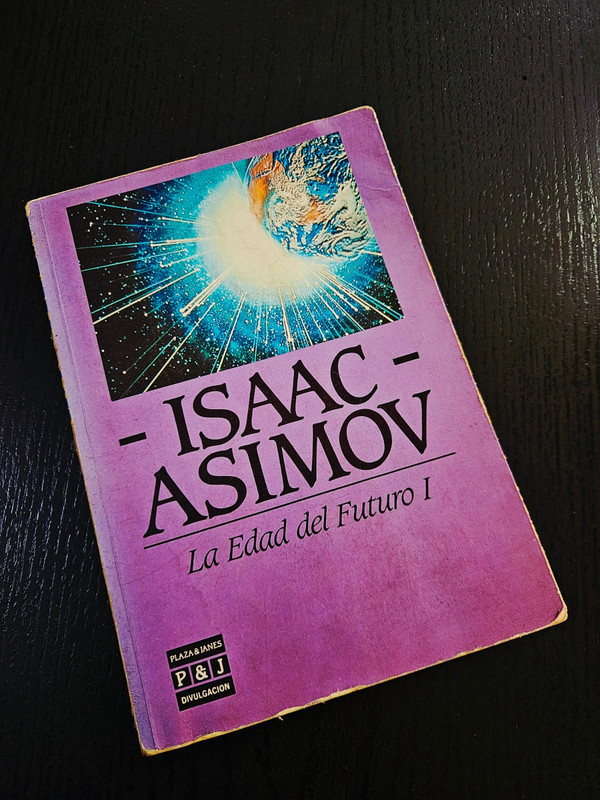 - ISAAC -
ASIMOV
La Edad del Futuro I
PLAZA & JANES
P & J
DIVULGACION